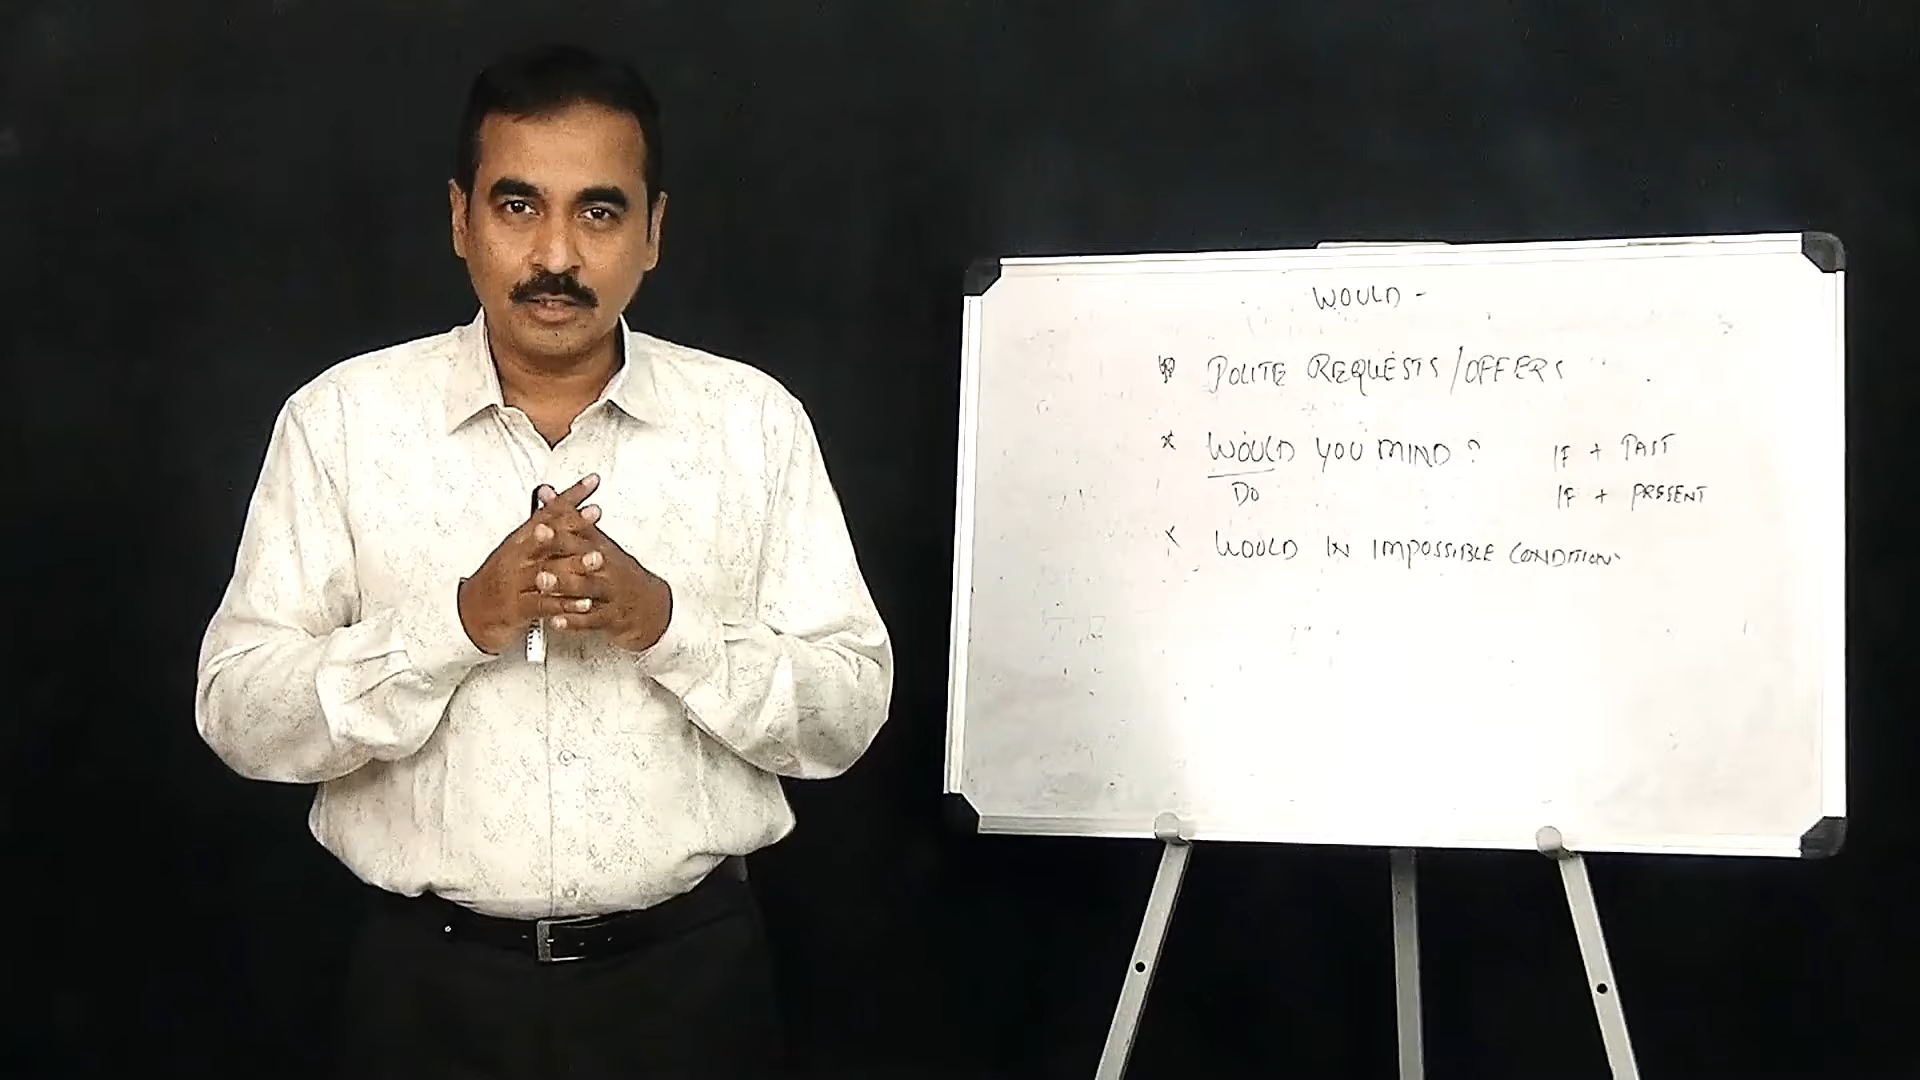 WOULD -
POLITE REQUESTS/OFFERS
* WOULD YOU MIND? IF + PAST
DO IF + PRESENT
x WOULD IN IMPOSSIBLE CONDITION